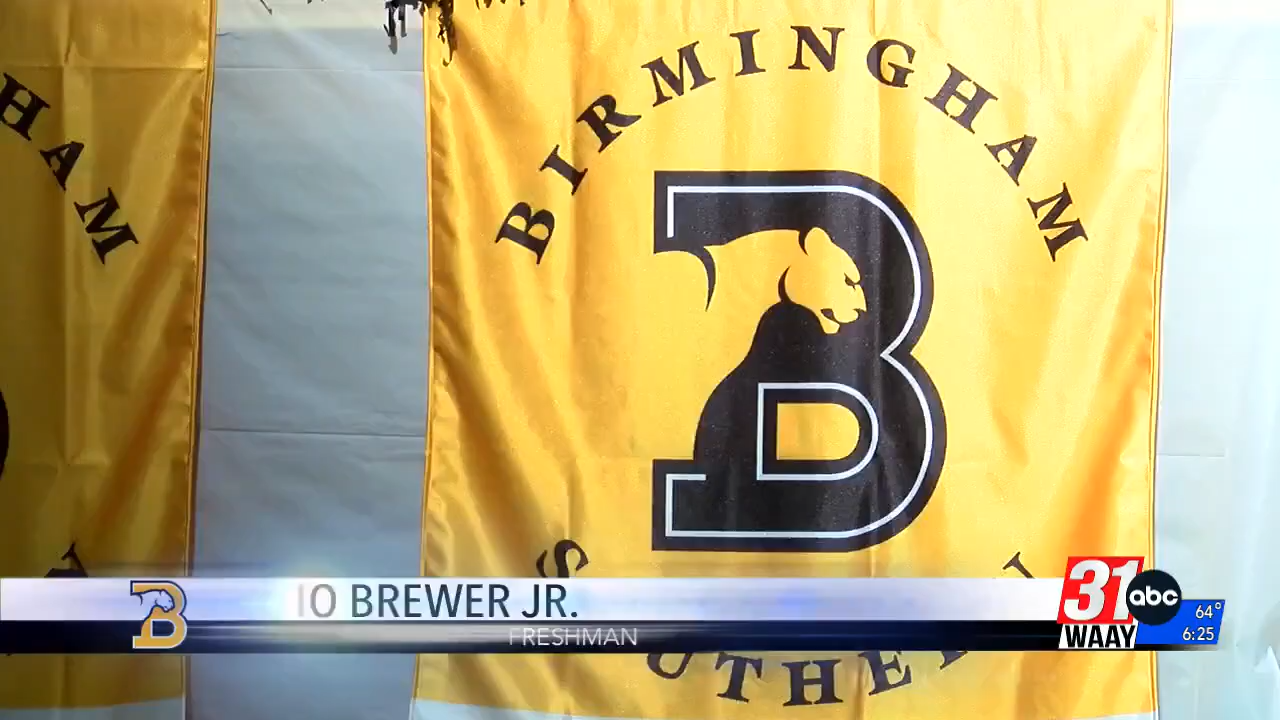 HAM
BIRMINGHAM
B
IO BREWER JR.
FRESHMAN
31
abc
WAAY
64°
6:25